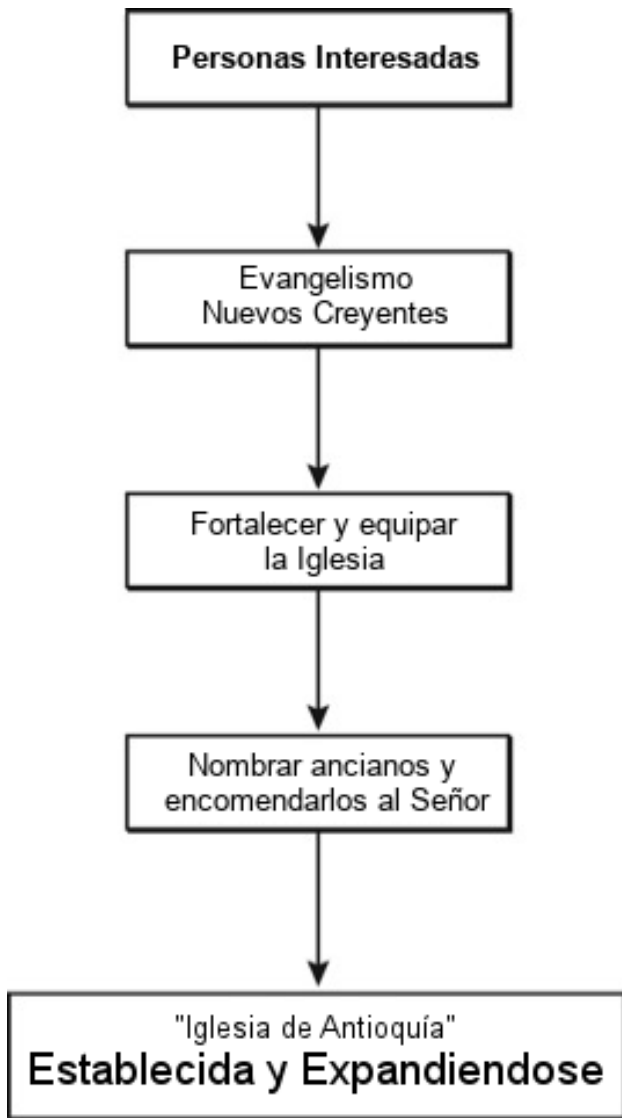 Personas Interesadas
Evangelismo
Nuevos Creyentes
Fortalecer y equipar
la Iglesia
Nombrar ancianos y
encomendarlos al Señor
"Iglesia de Antioquía"
Establecida y Expandiendose